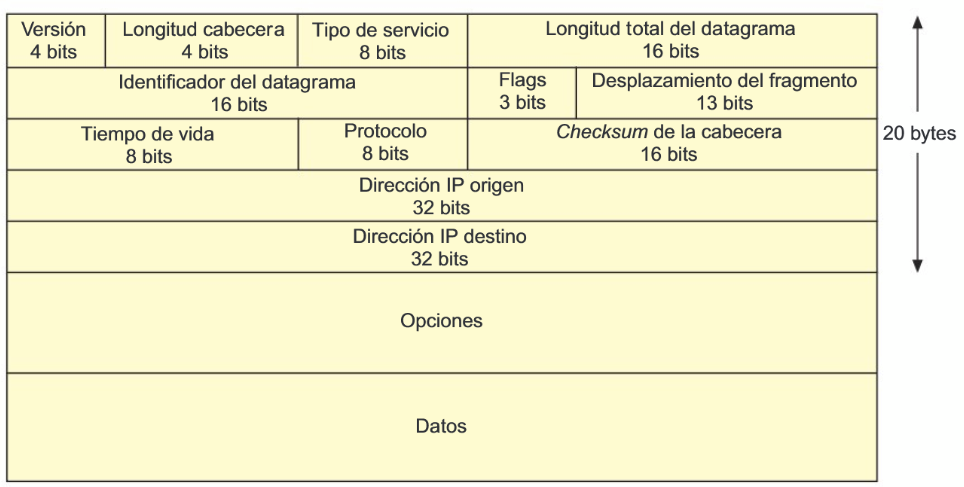 Versión
4 bits
Longitud cabecera
4 bits
Tipo de servicio
8 bits
Longitud total del datagrama
16 bits
Identificador del datagrama
16 bits
Flags
3 bits
Desplazamiento del fragmento
13 bits
Tiempo de vida
8 bits
Protocolo
8 bits
Checksum de la cabecera
16 bits
20 bytes
Dirección IP origen
32 bits
Dirección IP destino
32 bits
Opciones
Datos